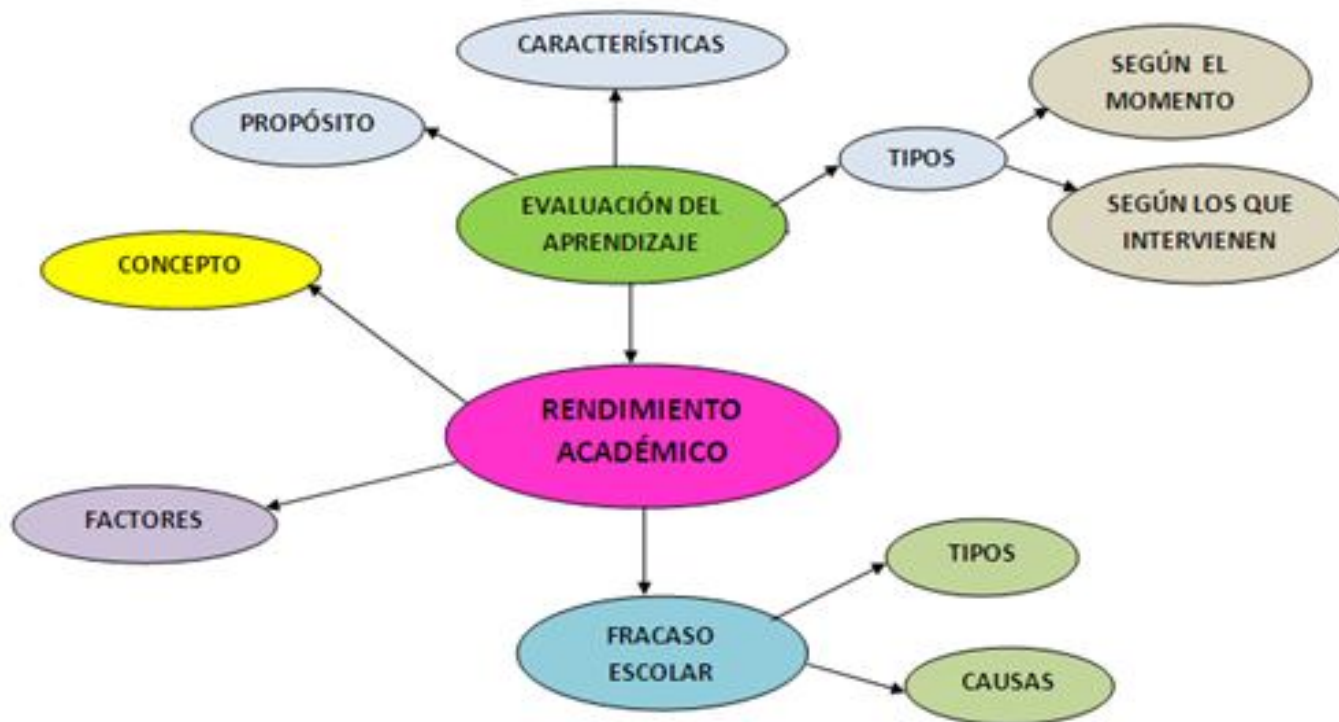 CARACTERÍSTICAS
PROPÓSITO
SEGÚN EL
MOMENTO
TIPOS
EVALUACIÓN DEL
APRENDIZAJE
SEGÚN LOS QUE
INTERVIENEN
CONCEPTO
RENDIMIENTO
ACADÉMICO
FACTORES
TIPOS
FRACASO
ESCOLAR
CAUSAS